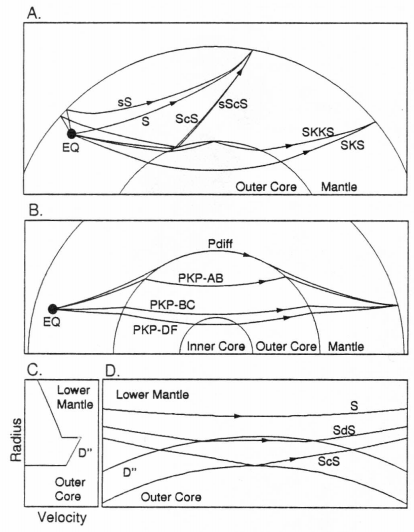 A.
sS
S
ScS
sScS
EQ
SKKS
SKS
Outer Core
Mantle
B.
Pdiff
PKP-AB
PKP-BC
EQ
PKP-DF
Inner Core
Outer Core
Mantle
C.
Lower
Mantle
D"
Outer
Core
Radius
Velocity
D.
Lower Mantle
S
SdS
ScS
D"
Outer Core